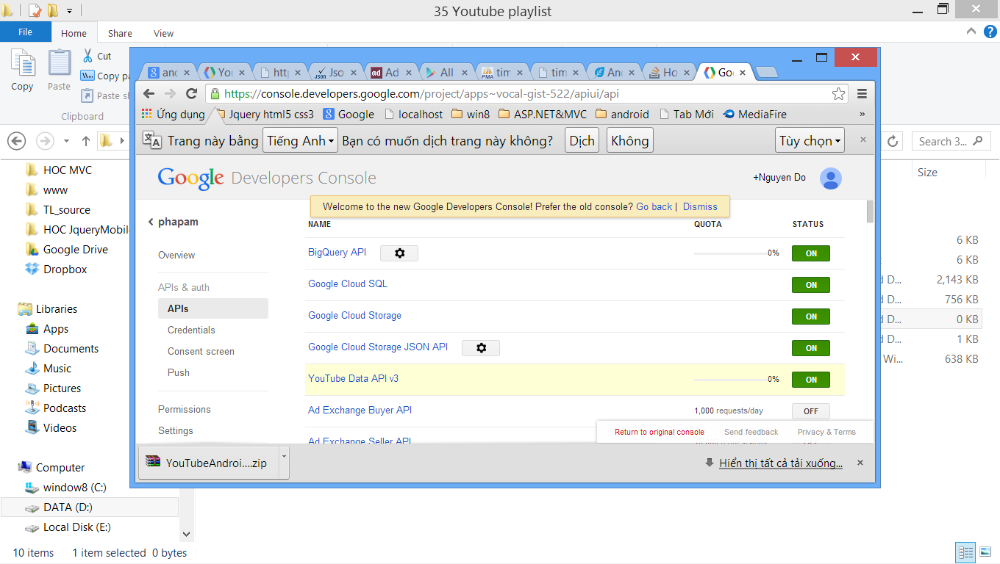 35 Youtube playlist
File Home Share View
Copy Paste Cut
Copy pa
Paste sh
Clipboard
Search 3...
Size
HOC MVC
www
TL_source
HOC JqueryMobil
Google Drive
Dropbox
Libraries
Apps
Documents
Music
Pictures
Podcasts
Videos
Computer
window8 (C:)
DATA (D:)
Local Disk (E:)
10 items 1 item selected 0 bytes
6 KB
6 KB
d D... 2,143 KB
d D... 756 KB
d D... 0 KB
d D... 1 KB
Wi... 638 KB
and You http Json Jso ad Ad All PMA tim tim And Ho Goo
https://console.developers.google.com/project/apps~vocal-gist-522/apiui/api
Ứng dụng Jquery html5 css3 Google localhost win8 ASP.NET&MVC android Tab Mới MediaFire »
Trang này bằng Tiếng Anh Bạn có muốn dịch trang này không? Dịch Không Tùy chọn
Google Developers Console +Nguyen Do
Welcome to the new Google Developers Console! Prefer the old console? Go back | Dismiss
phapam
Overview
APIs & auth
APIs
Credentials
Consent screen
Push
Permissions
Settings
NAME QUOTA STATUS
BigQuery API 0% ON
Google Cloud SQL ON
Google Cloud Storage ON
Google Cloud Storage JSON API ON
YouTube Data API v3 0% ON
Ad Exchange Buyer API 1,000 requests/day OFF
Ad Exchange Seller API
Return to original console Send feedback Privacy & Terms
YouTubeAndroi....zip Hiển thị tất cả tải xuống...